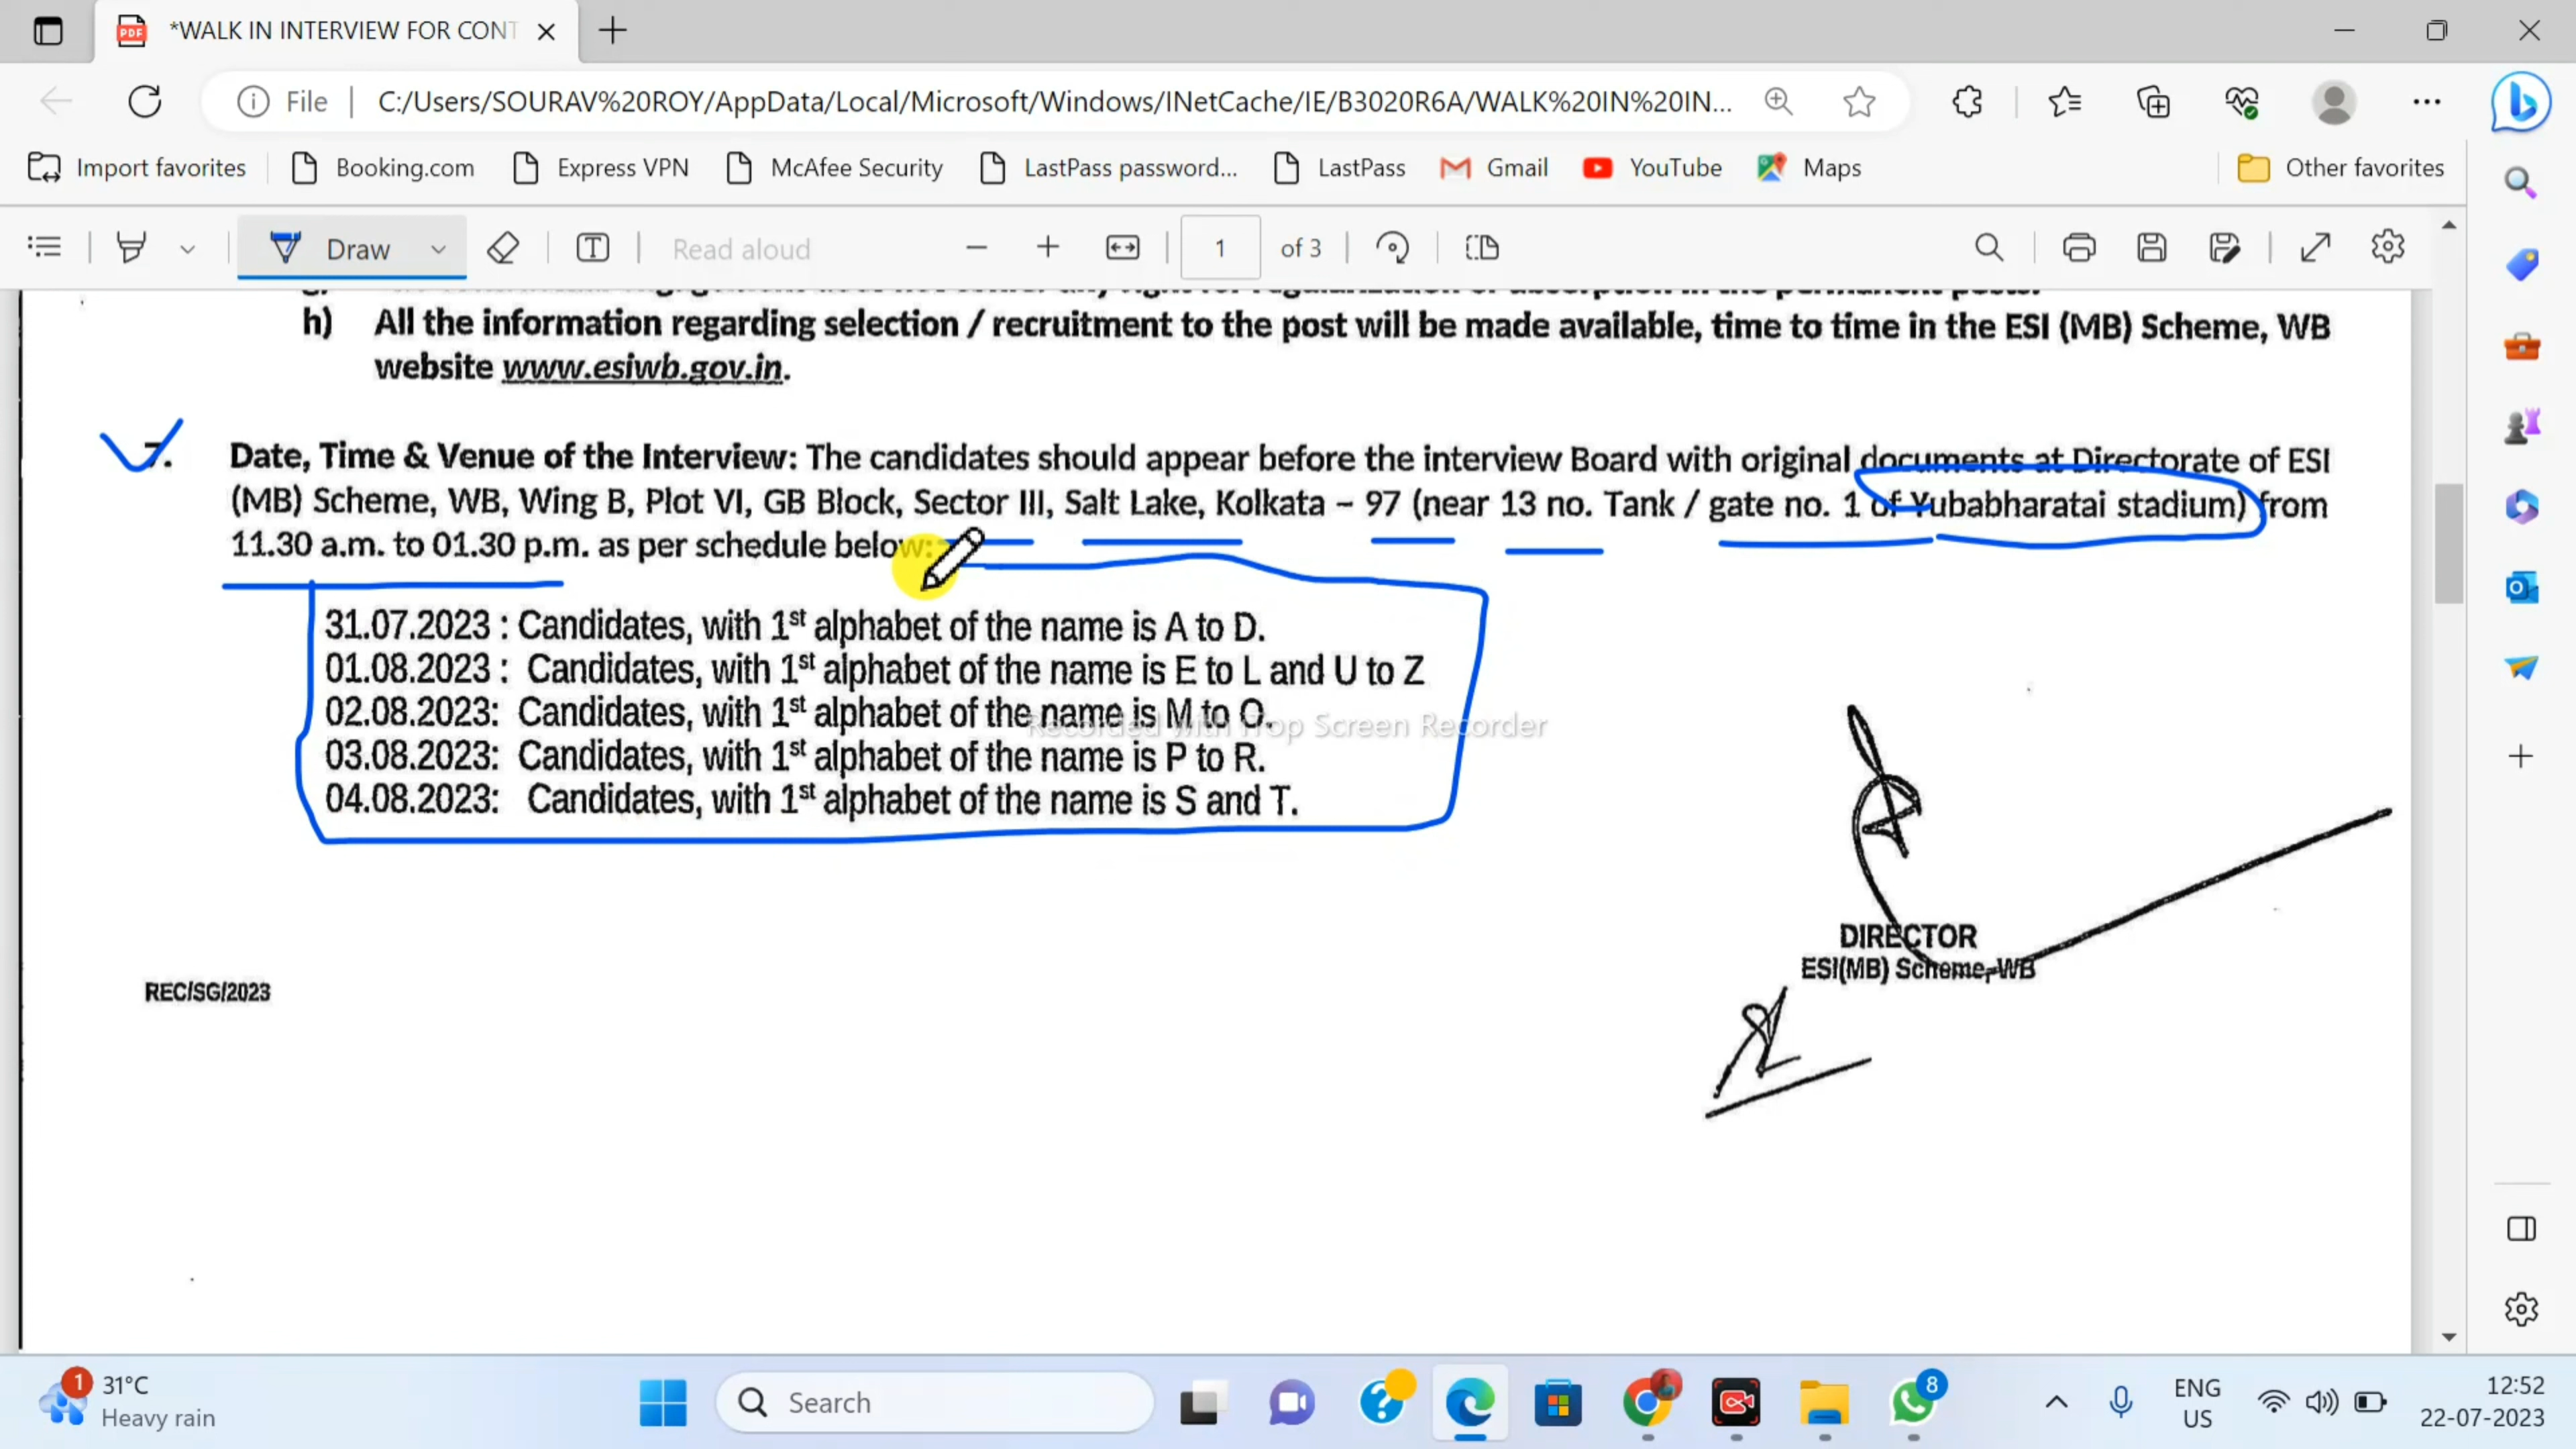 *WALK IN INTERVIEW FOR CONT
File
C:/Users/SOURAV%20ROY/AppData/Local/Microsoft/Windows/INetCache/IE/B3020R6A/WALK%20IN%20IN...
Import favorites
Booking.com
Express VPN
McAfee Security
LastPass password...
LastPass
Gmail
YouTube
Maps
Other favorites
Draw
Read aloud
1 of 3
h) All the information regarding selection / recruitment to the post will be made available, time to time in the ESI (MB) Scheme, WB
website www.esiwb.gov.in.
7. Date, Time & Venue of the Interview: The candidates should appear before the interview Board with original documents at Directorate of ESI
(MB) Scheme, WB, Wing B, Plot VI, GB Block, Sector III, Salt Lake, Kolkata – 97 (near 13 no. Tank / gate no. 1 of Yubabharatai stadium) from
11.30 a.m. to 01.30 p.m. as per schedule below:
31.07.2023 : Candidates, with 1st alphabet of the name is A to D.
01.08.2023 : Candidates, with 1st alphabet of the name is E to L and U to Z
02.08.2023: Candidates, with 1st alphabet of the name is M to O.
Recorded with iTop Screen Recorder
03.08.2023: Candidates, with 1st alphabet of the name is P to R.
04.08.2023: Candidates, with 1st alphabet of the name is S and T.
DIRECTOR
ESI(MB) Scheme, WB
REC/SG/2023
1
31°C
Heavy rain
Search
8
ENG
US
12:52
22-07-2023